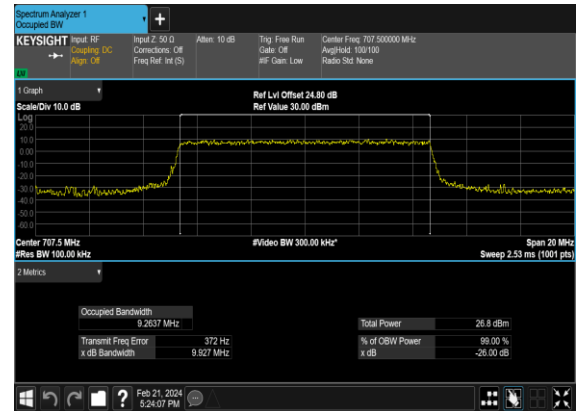 Spectrum Analyzer 1
Occupied BW
+
KEYSIGHT Input: RF Input Z: 50 Ω Atten: 10 dB Trig: Free Run Center Freq: 707.500000 MHz
Coupling: DC Corrections: Off Gate: Off Avg|Hold: 100/100
Align: Off Freq Ref: Int (S) #IF Gain: Low Radio Std: None
LXI
1 Graph Ref Lvl Offset 24.80 dB
Scale/Div 10.0 dB Ref Value 30.00 dBm
Log
20.0
10.0
0.00
-10.0
-20.0
-30.0
-40.0
-50.0
-60.0
Center 707.5 MHz #Video BW 300.00 kHz* Span 20 MHz
#Res BW 100.00 kHz Sweep 2.53 ms (1001 pts)
2 Metrics
Occupied Bandwidth
9.2637 MHz Total Power 26.8 dBm
Transmit Freq Error 372 Hz % of OBW Power 99.00 %
x dB Bandwidth 9.927 MHz x dB -26.00 dB
? Feb 21, 2024
5:24:07 PM